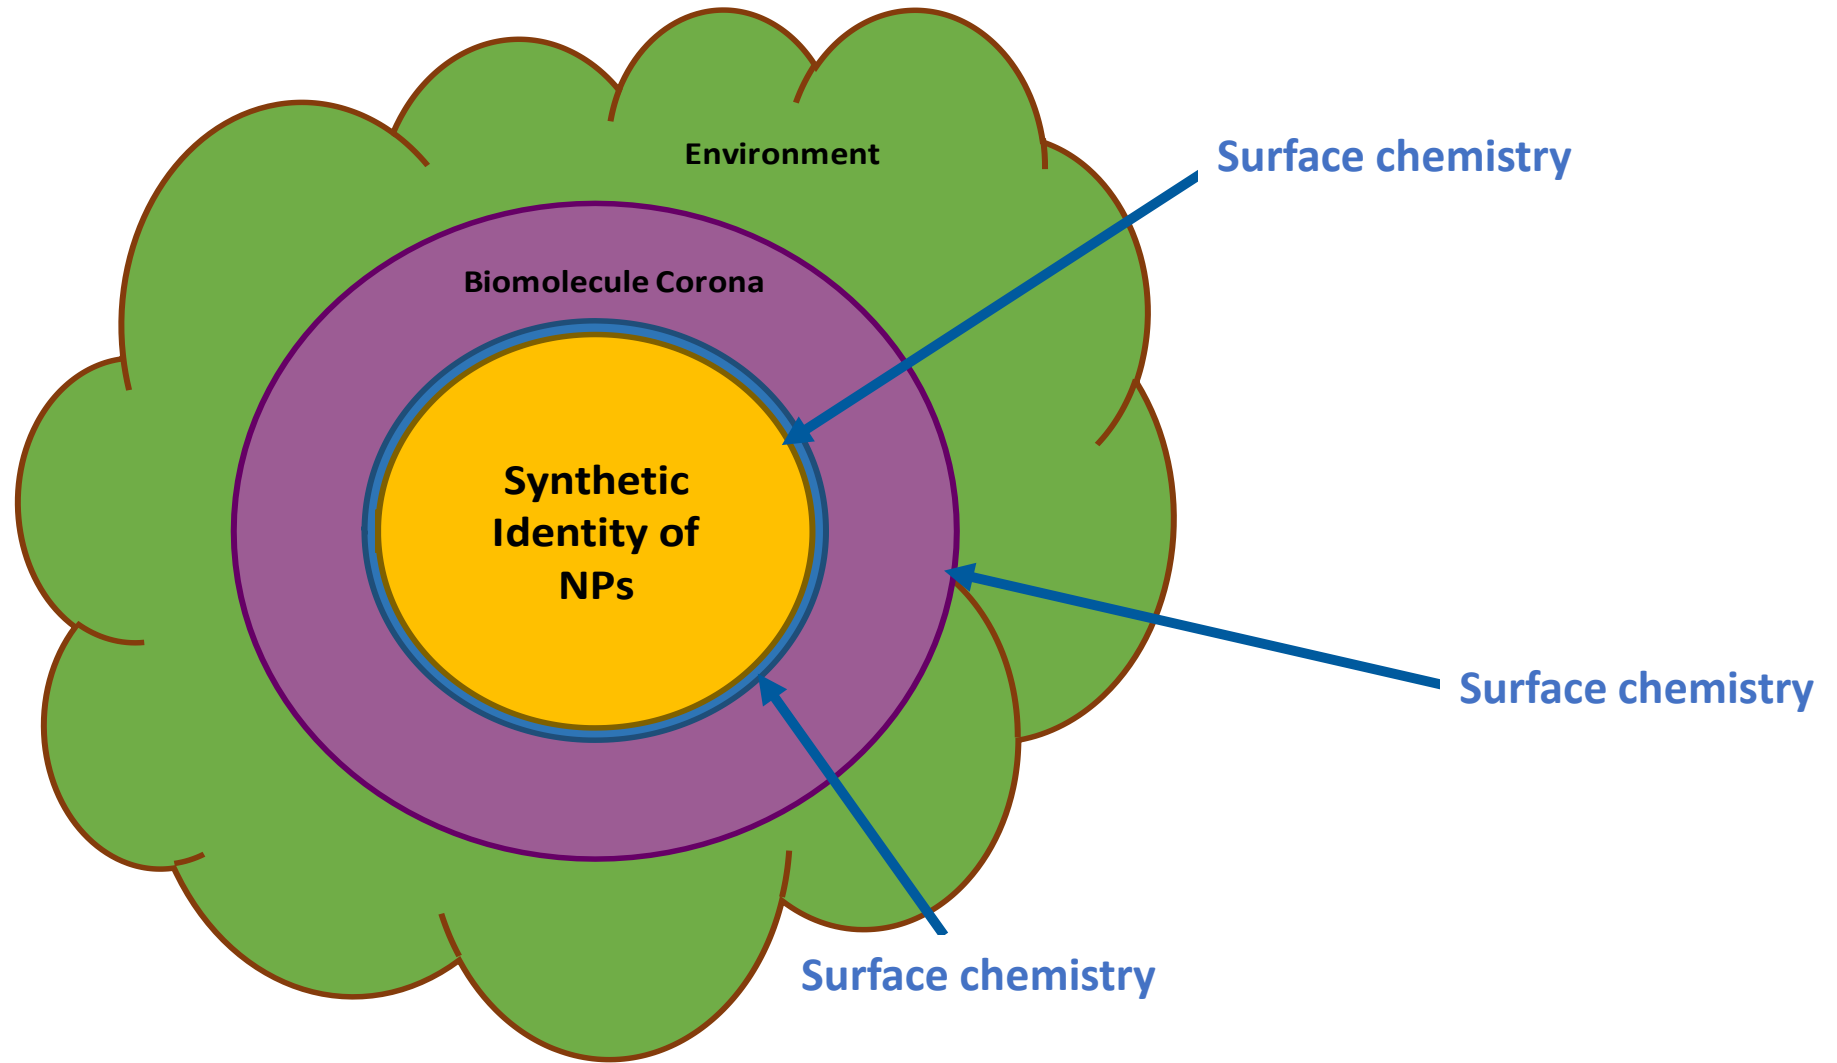 Environment
Surface chemistry
Biomolecule Corona
Synthetic
Identity of
NPs
Surface chemistry
Surface chemistry